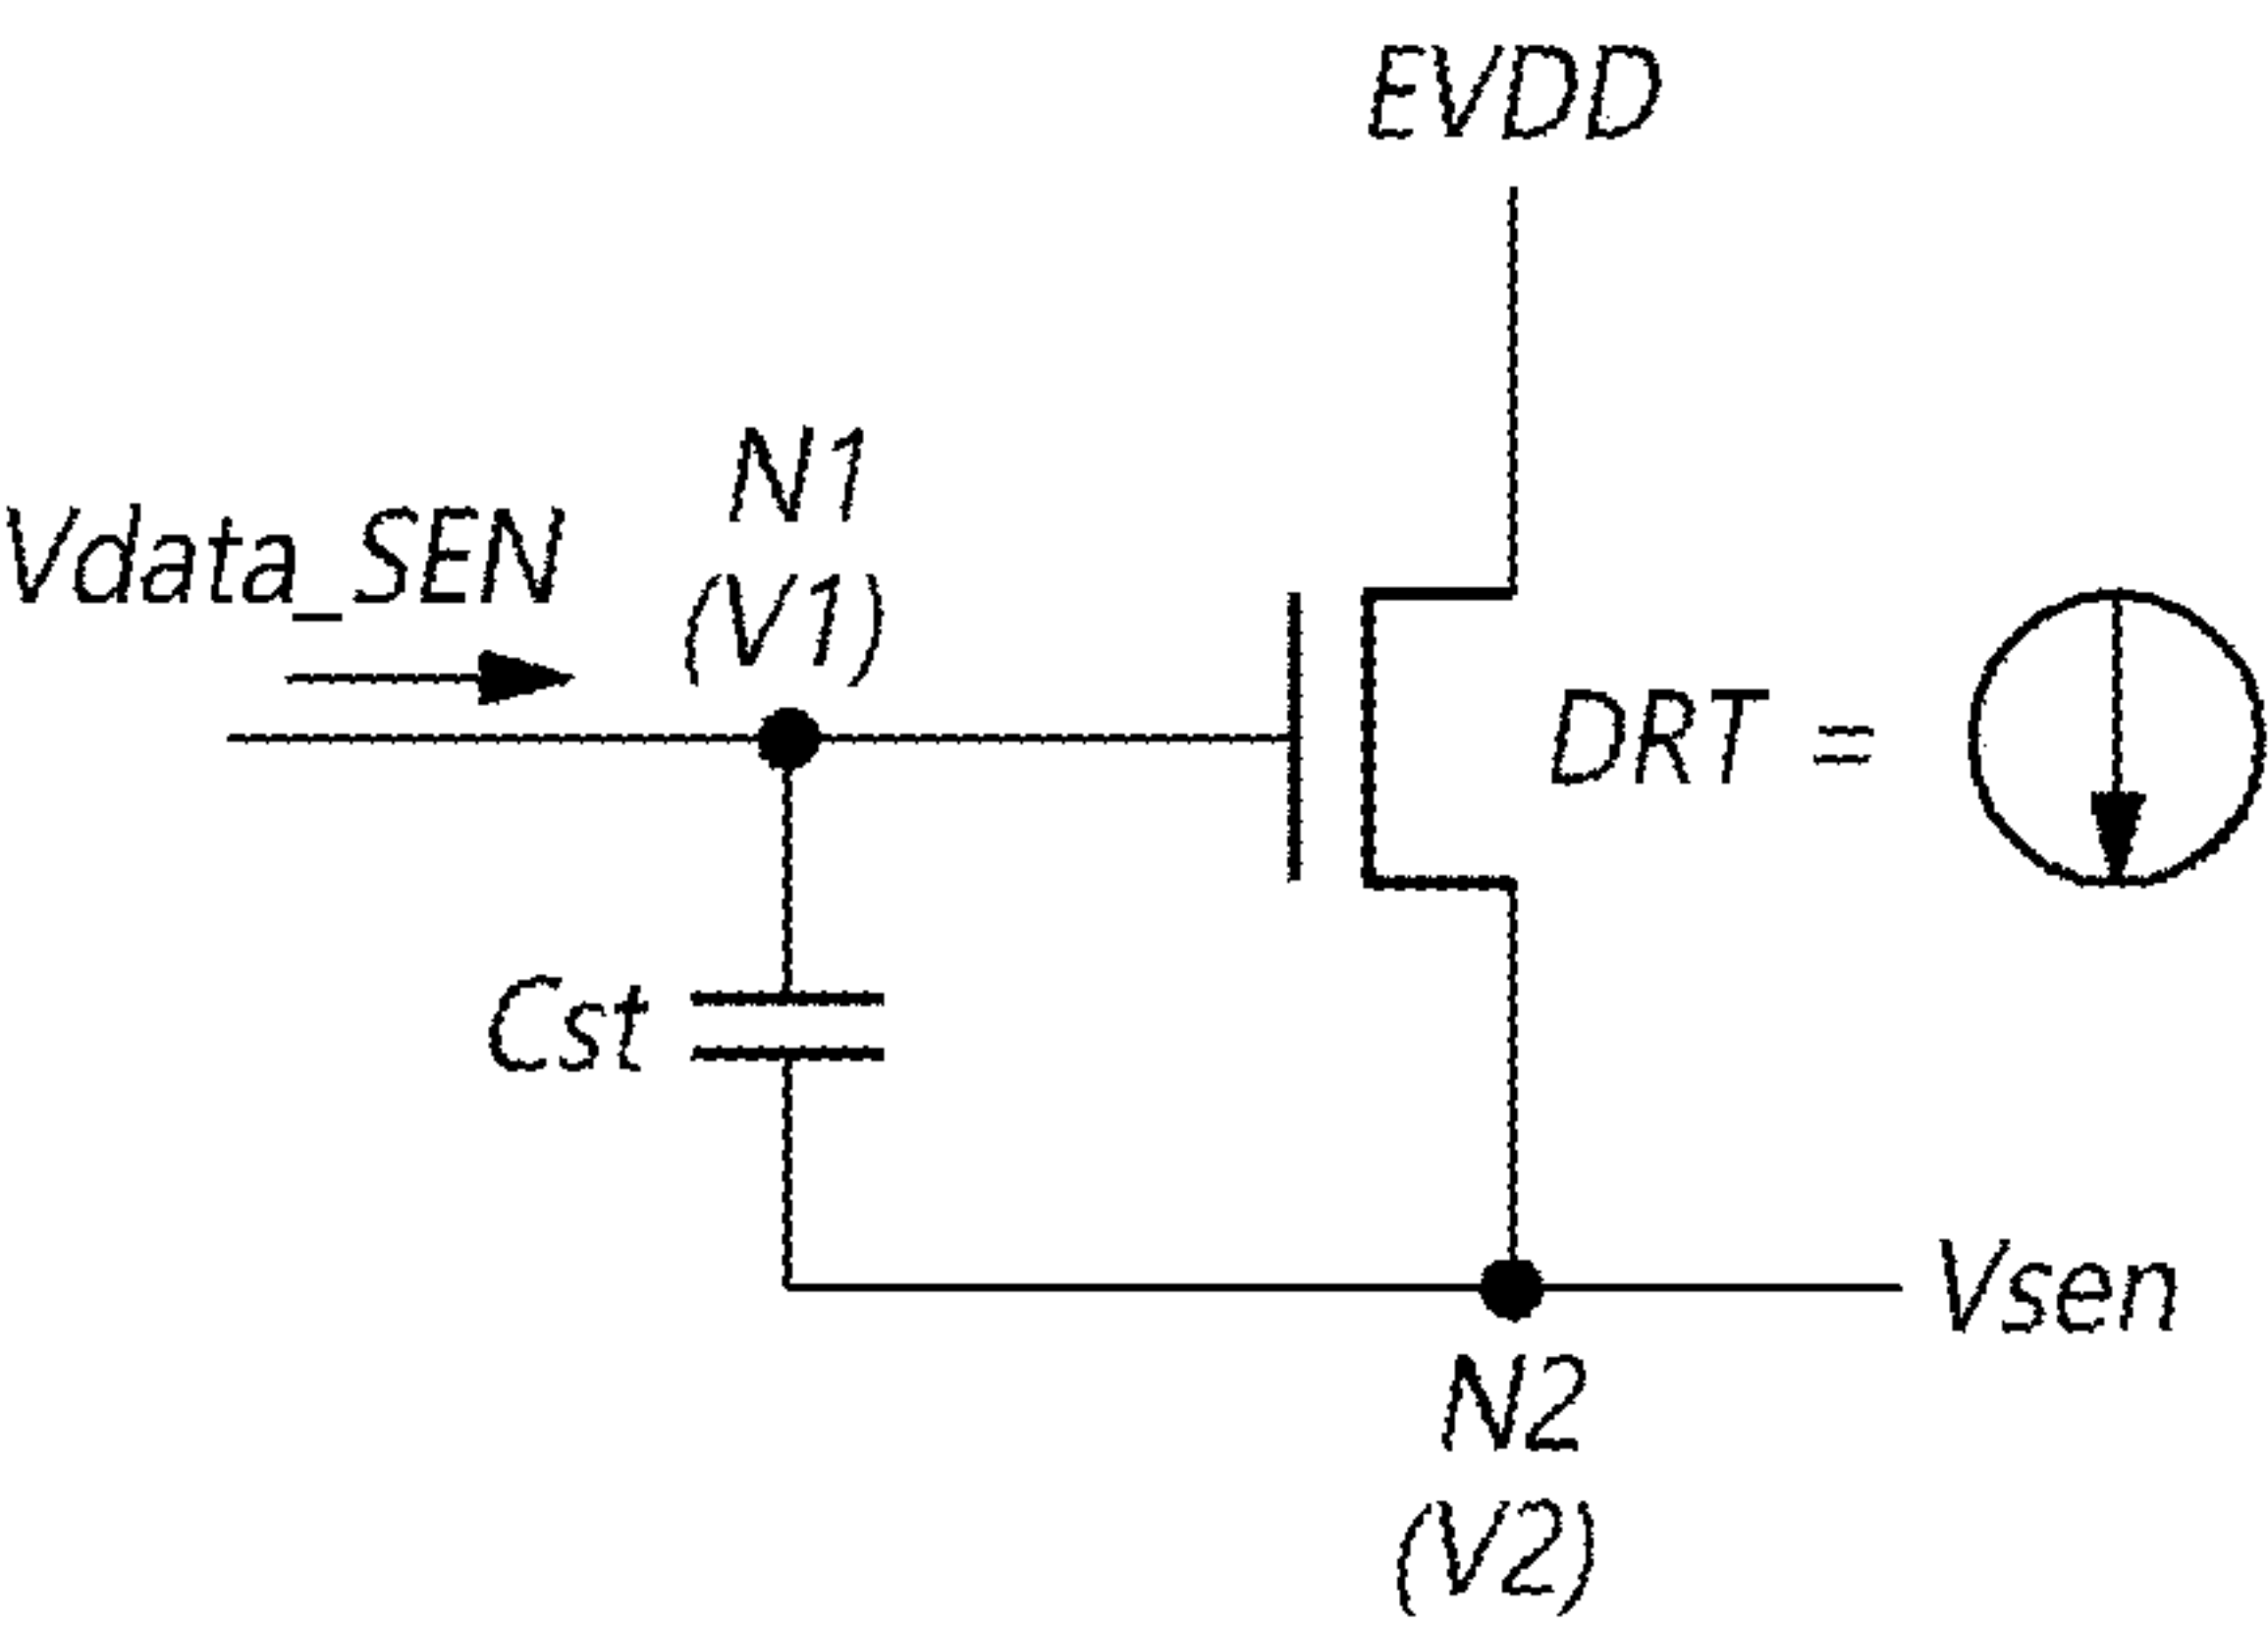 EVDD
N1
Vdata_SEN
(V1)
DRT =
Cst
Vsen
N2
(V2)